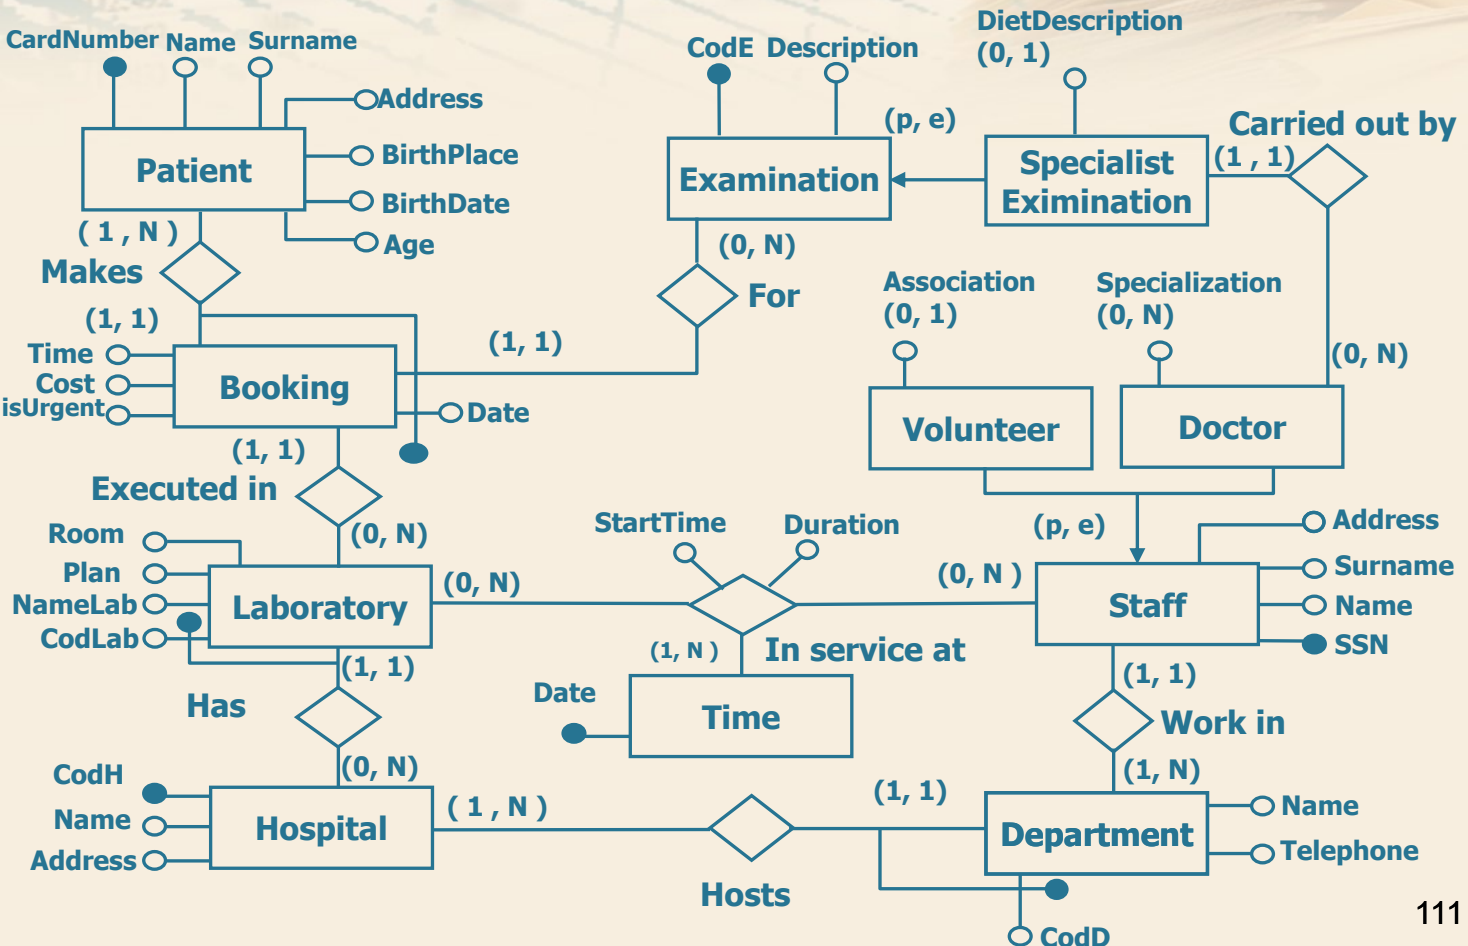 CardNumber Name Surname
Address
BirthPlace
BirthDate
Age
Patient
( 1 , N )
Makes
(1, 1)
Time
Cost
isUrgent
Booking
Date
(1, 1)
(1, 1)
Executed in
(0, N)
Room
Plan
NameLab
CodLab
Laboratory
(0, N)
(1, 1)
Has
(0, N)
CodH
Name
Address
Hospital
( 1 , N )
Hosts
(1, 1)
CodE Description
Examination
(p, e)
(0, N)
For
DietDescription
(0, 1)
Specialist
Eximination
(1 , 1)
Carried out by
(0, N)
Association
(0, 1)
Volunteer
Specialization
(0, N)
Doctor
(p, e)
StartTime
Duration
(0, N )
In service at
(1, N )
Date
Time
Staff
Address
Surname
Name
SSN
(1, 1)
Work in
(1, N)
Department
Name
Telephone
CodD
111